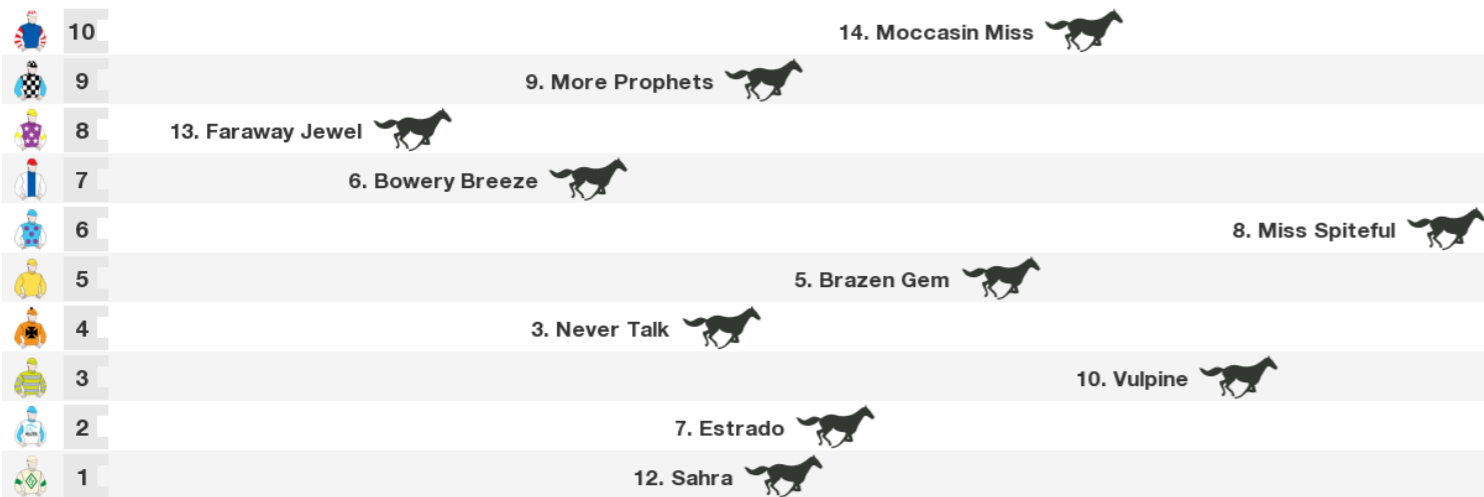 10 14. Moccasin Miss
9 9. More Prophets
8 13. Faraway Jewel
7 6. Bowery Breeze
6 8. Miss Spiteful
5 5. Brazen Gem
4 3. Never Talk
3 10. Vulpine
2 7. Estrado
1 12. Sahra